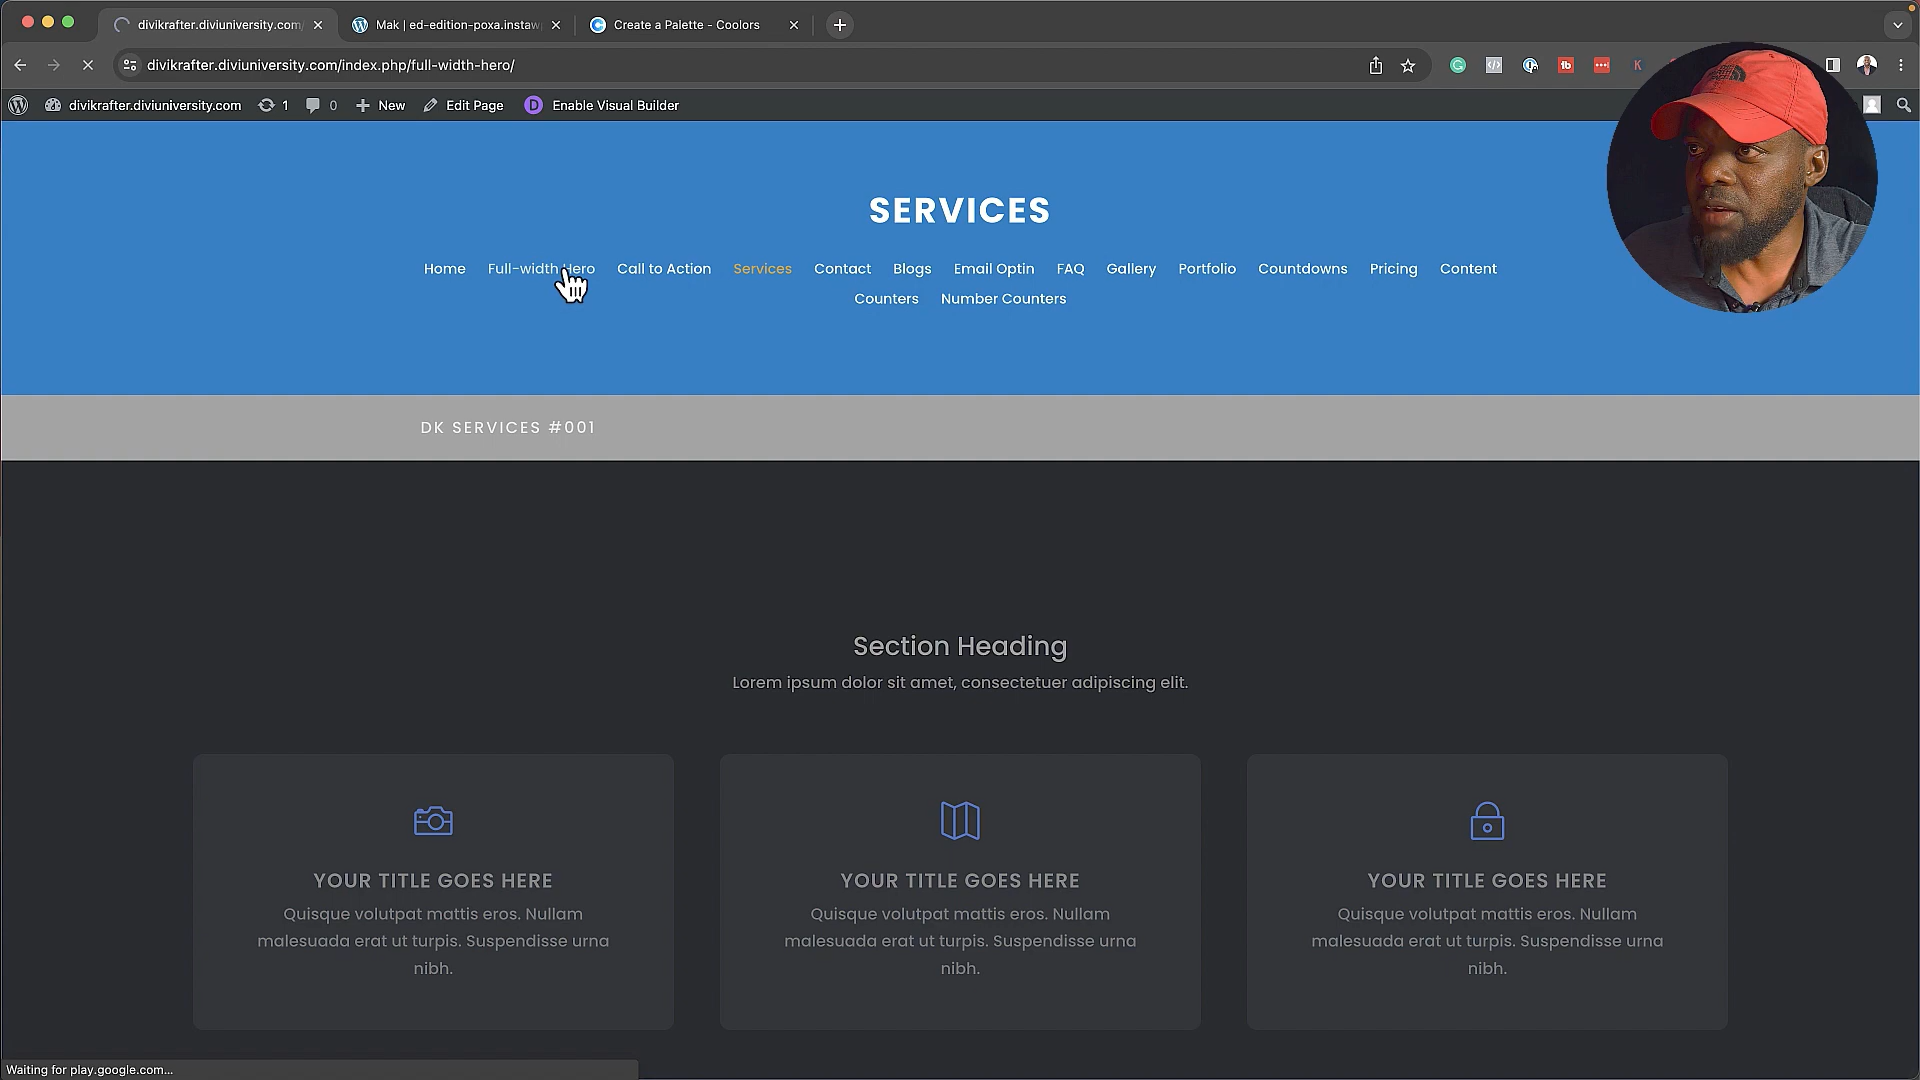 divikrafter.diviuniversity.com/
Mak | ed-edition-poxa.instaw
Create a Palette - Coolors
divikrafter.diviuniversity.com/index.php/full-width-hero/
divikrafter.diviuniversity.com 1 0 New Edit Page Enable Visual Builder
SERVICES
Home Full-width Hero Call to Action Services Contact Blogs Email Optin FAQ Gallery Portfolio Countdowns Pricing Content
Counters Number Counters
DK SERVICES #001
Section Heading
Lorem ipsum dolor sit amet, consectetuer adipiscing elit.
YOUR TITLE GOES HERE
Quisque volutpat mattis eros. Nullam
malesuada erat ut turpis. Suspendisse urna
nibh.
YOUR TITLE GOES HERE
Quisque volutpat mattis eros. Nullam
malesuada erat ut turpis. Suspendisse urna
nibh.
YOUR TITLE GOES HERE
Quisque volutpat mattis eros. Nullam
malesuada erat ut turpis. Suspendisse urna
nibh.
Waiting for play.google.com...